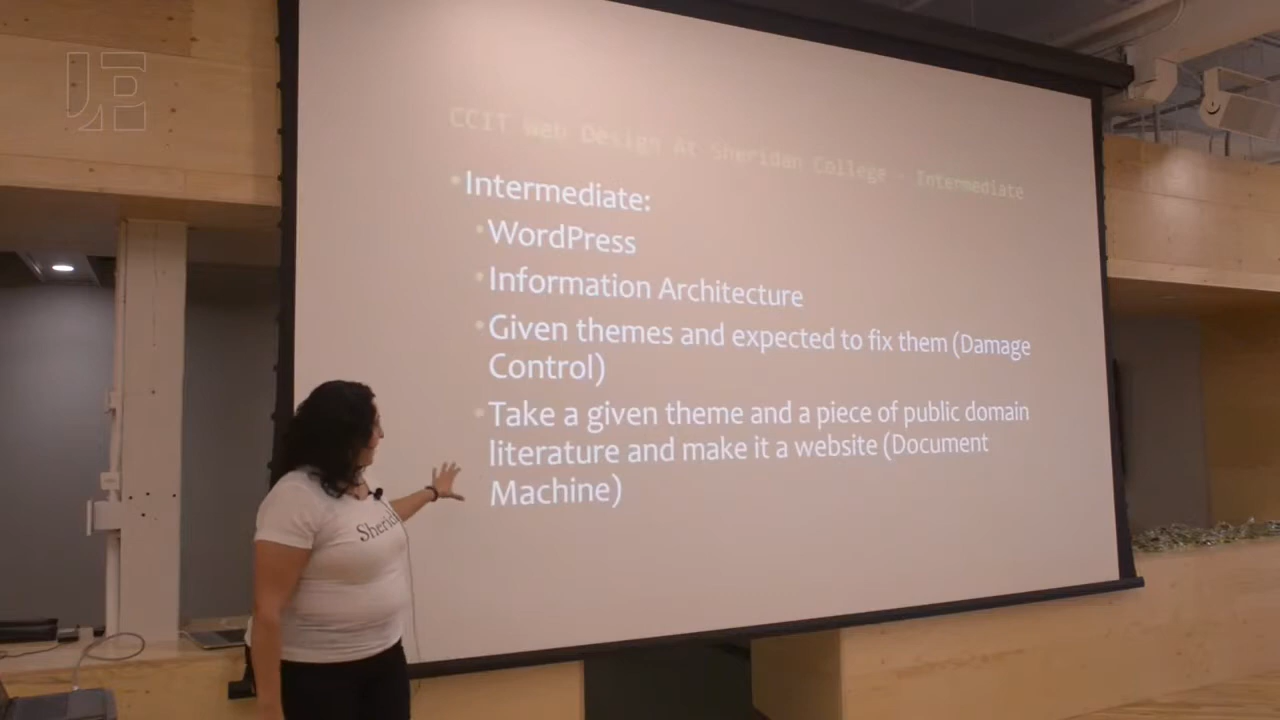 CCIT Web Design At Sheridan College - Intermediate
Intermediate:
WordPress
Information Architecture
Given themes and expected to fix them (Damage
Control)
Take a given theme and a piece of public domain
literature and make it a website (Document
Machine)